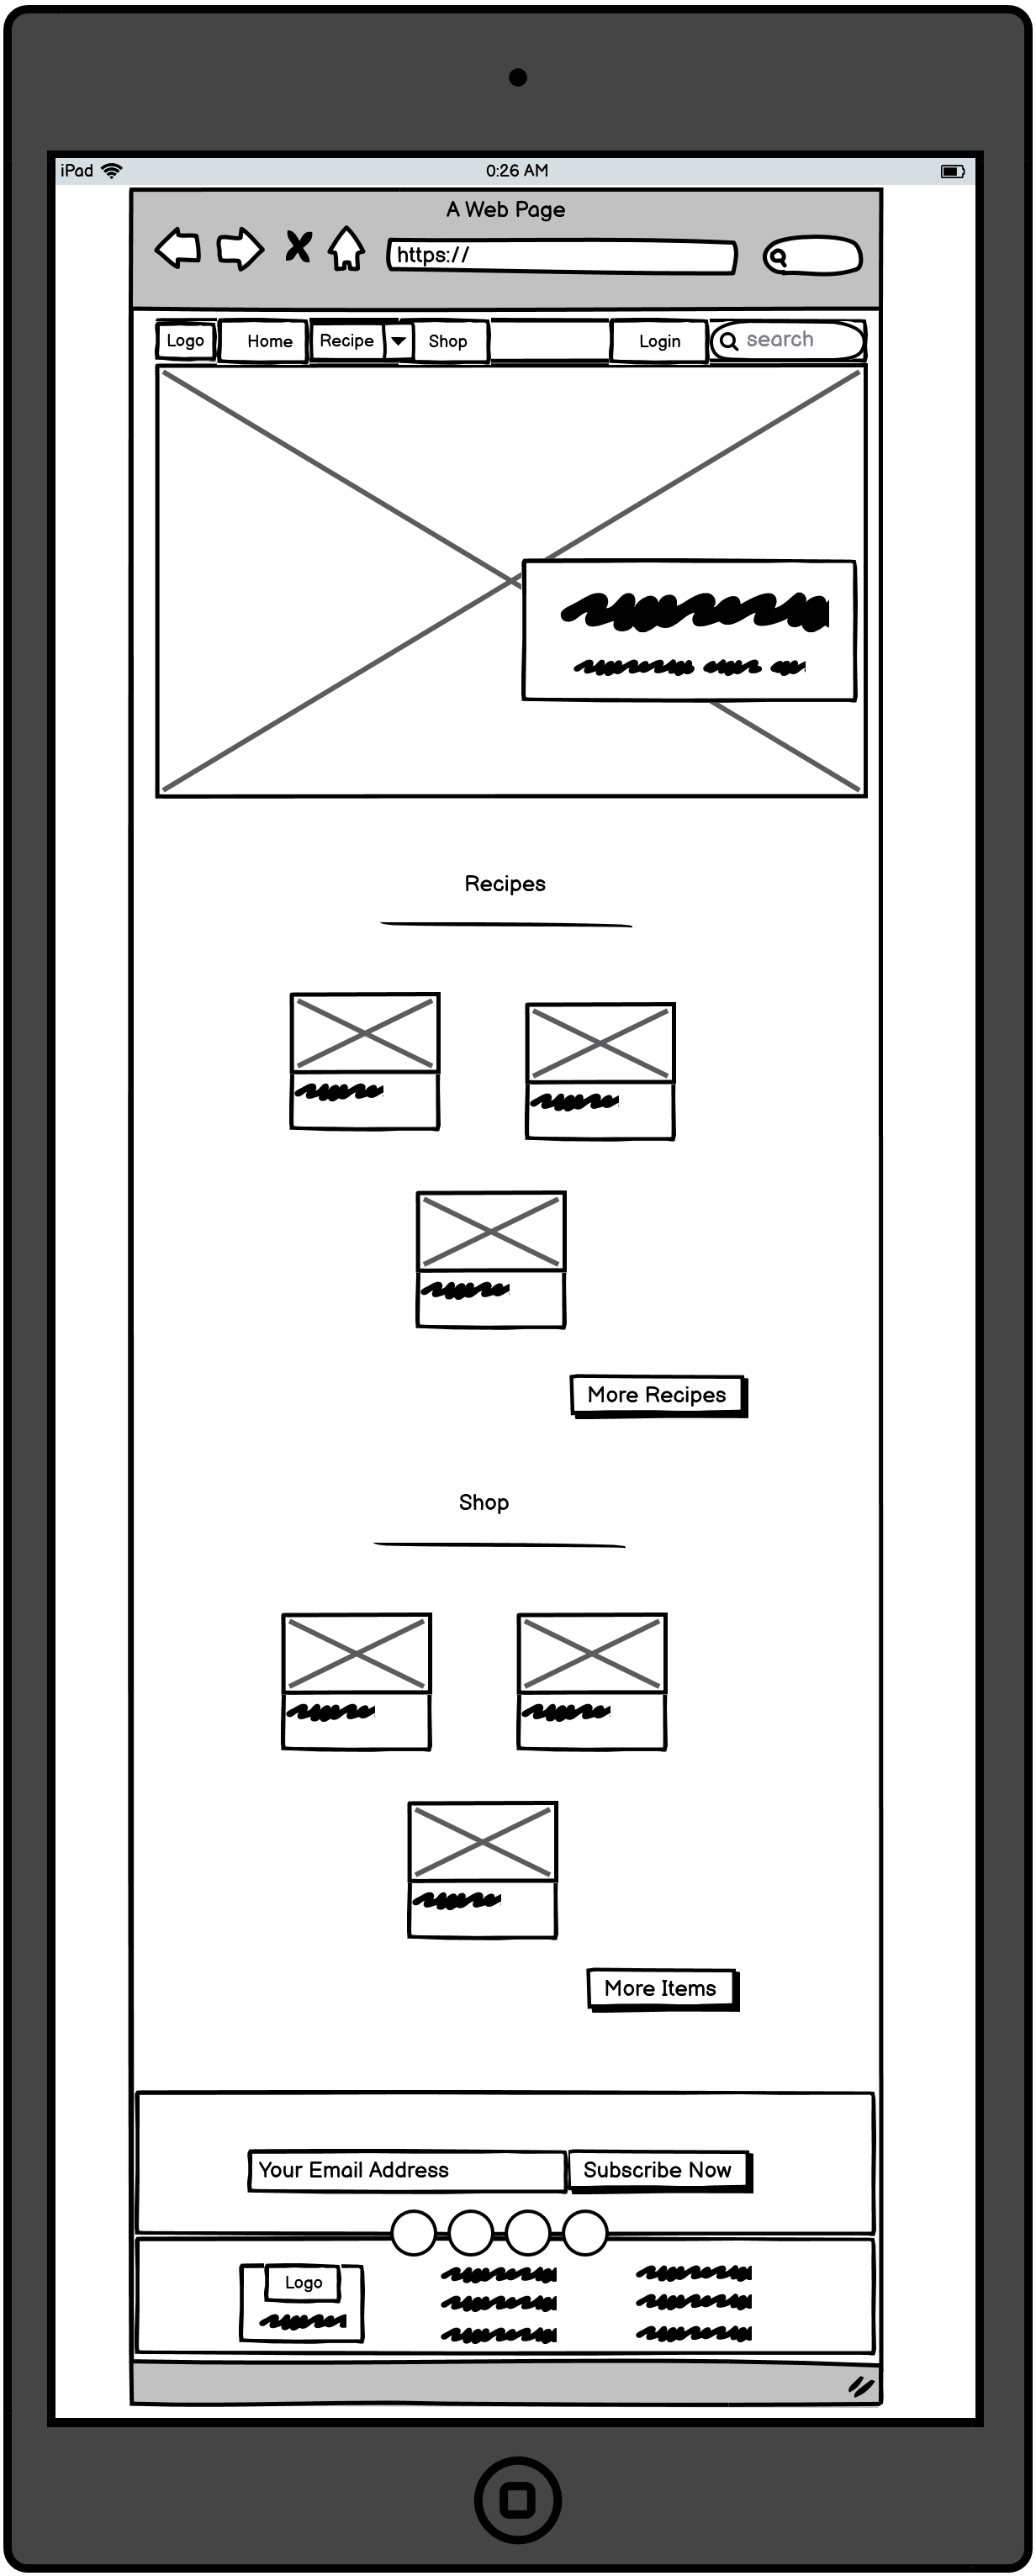 iPad 0:26 AM
A Web Page
https://
Logo Home Recipe Shop Login search
Recipes
More Recipes
Shop
More Items
Your Email Address Subscribe Now
Logo